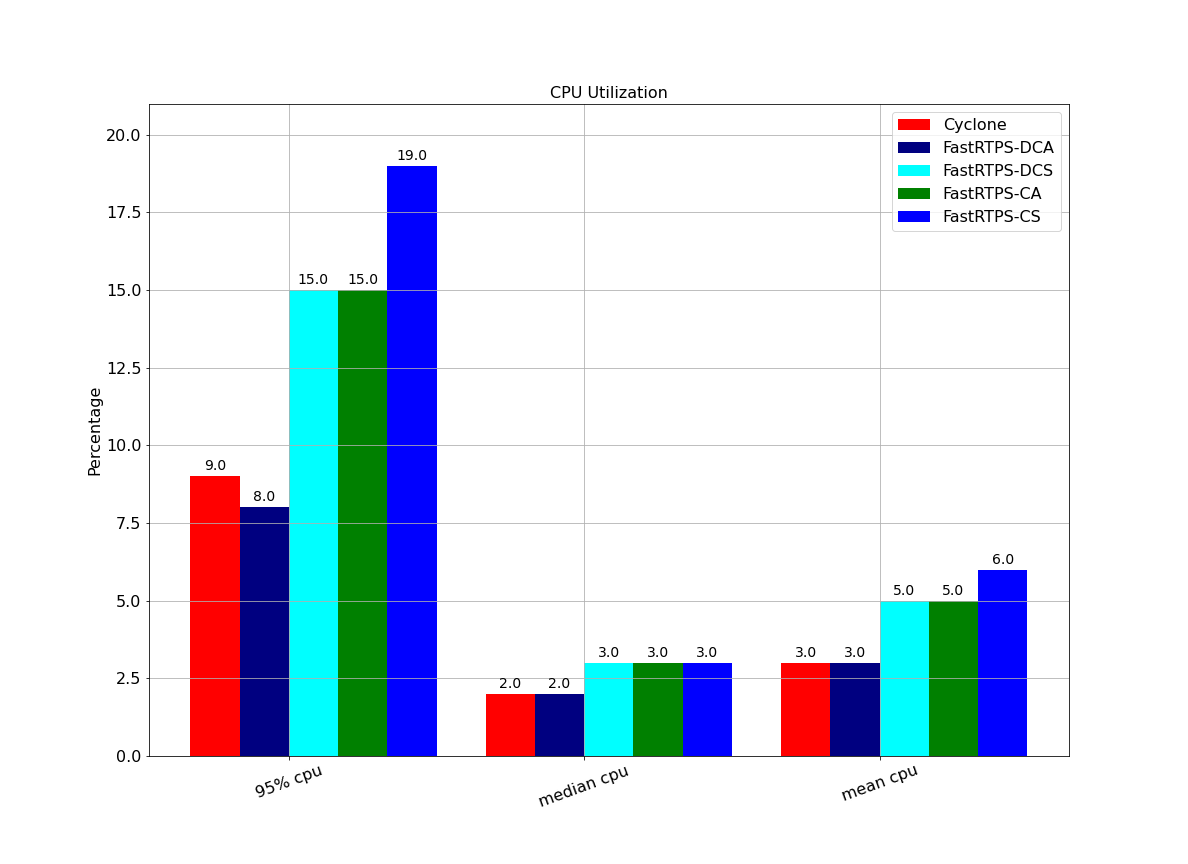 CPU Utilization
Percentage
20.0
17.5
15.0
12.5
10.0
7.5
5.0
2.5
0.0
Cyclone
FastRTPS-DCA
FastRTPS-DCS
FastRTPS-CA
FastRTPS-CS
9.0
8.0
15.0
15.0
19.0
2.0
2.0
3.0
3.0
3.0
3.0
3.0
5.0
5.0
6.0
95% cpu
median cpu
mean cpu